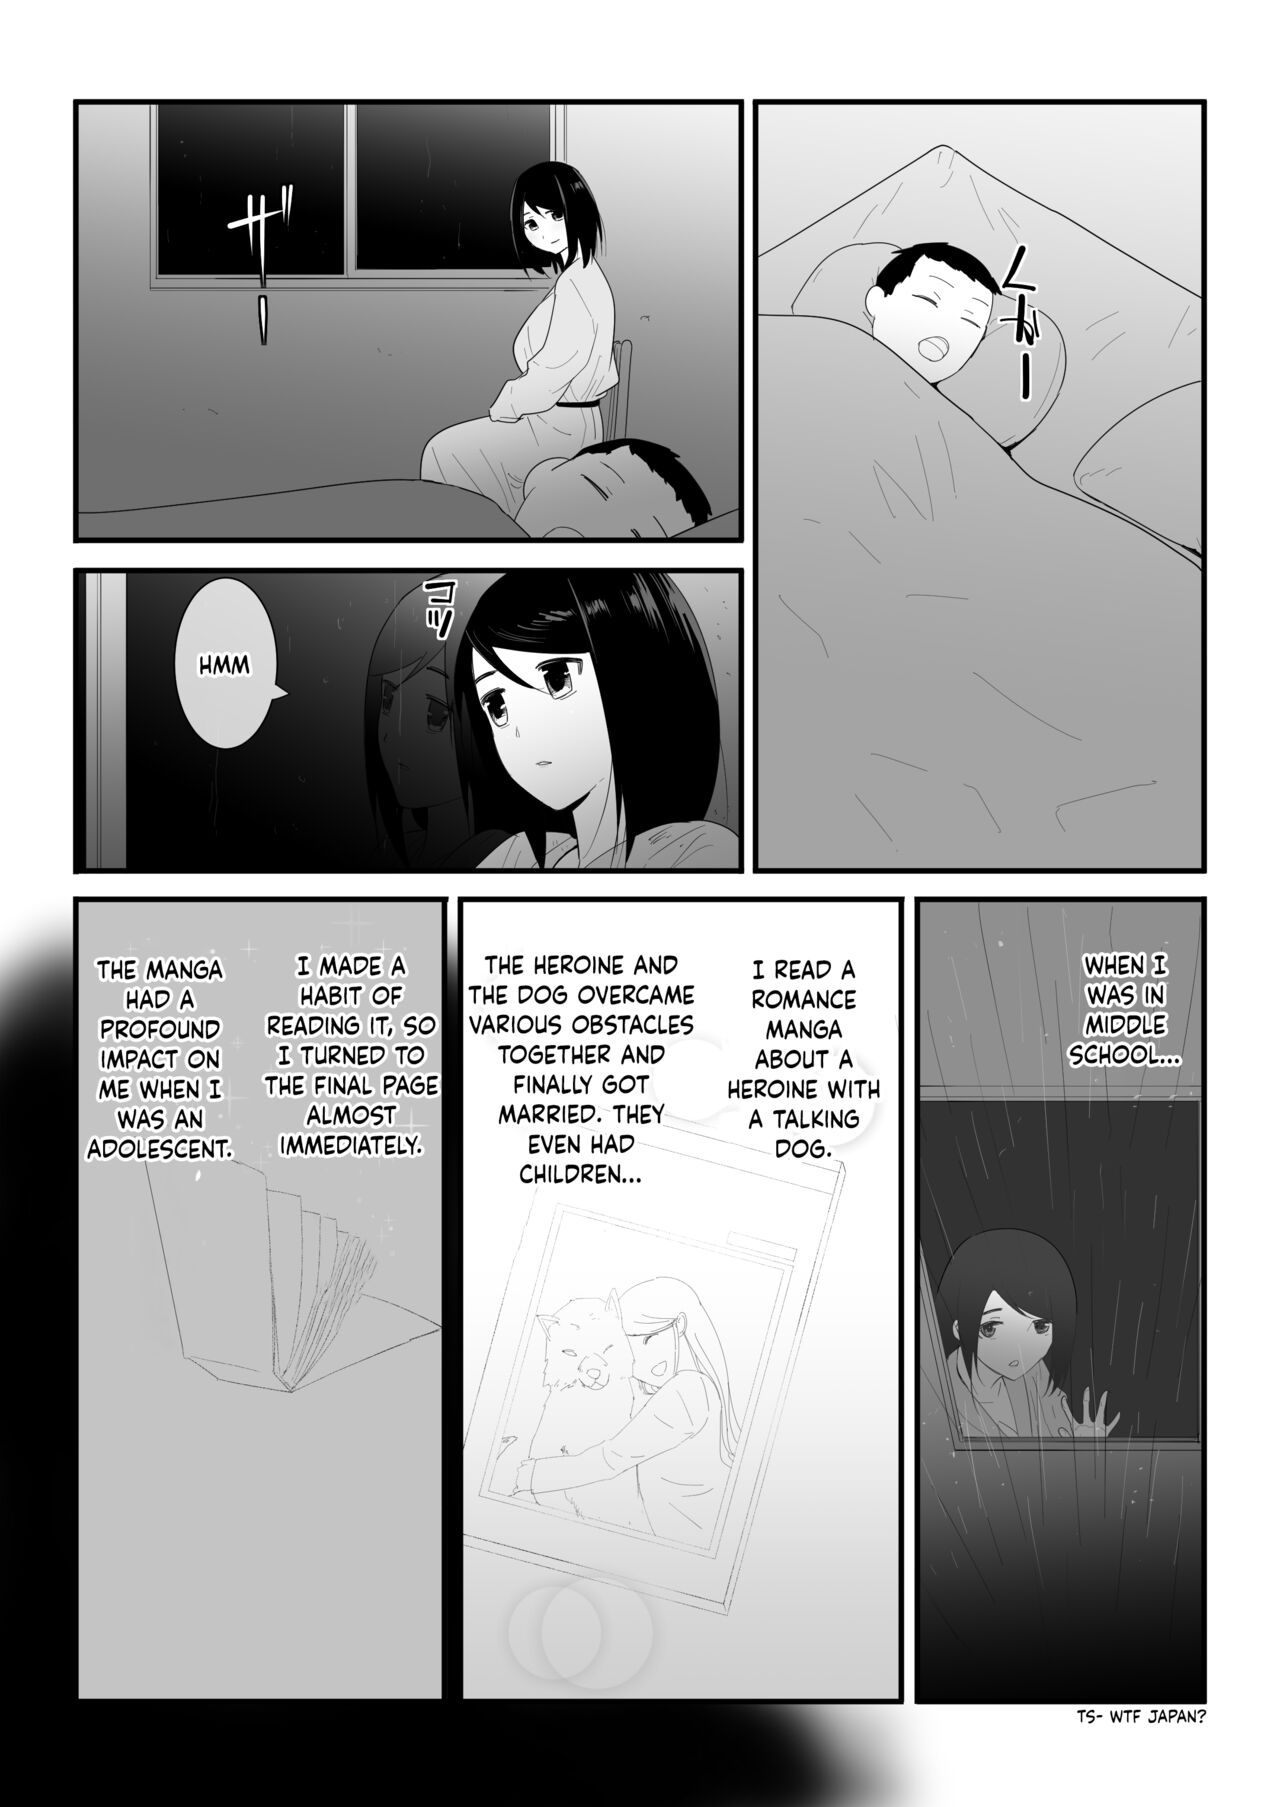 くかー
ザー
コツ
HMM
WHEN I
WAS IN
MIDDLE
SCHOOL...
I READ A
ROMANCE
MANGA
ABOUT A
HEROINE WITH
A TALKING
DOG.
THE HEROINE AND
THE DOG OVERCAME
VARIOUS OBSTACLES
TOGETHER AND
FINALLY GOT
MARRIED. THEY
EVEN HAD
CHILDREN...
I MADE A
HABIT OF
READING IT, SO
I TURNED TO
THE FINAL PAGE
ALMOST
IMMEDIATELY.
THE MANGA
HAD A
PROFOUND
IMPACT ON
ME WHEN I
WAS AN
ADOLESCENT.
TS- WTF JAPAN?